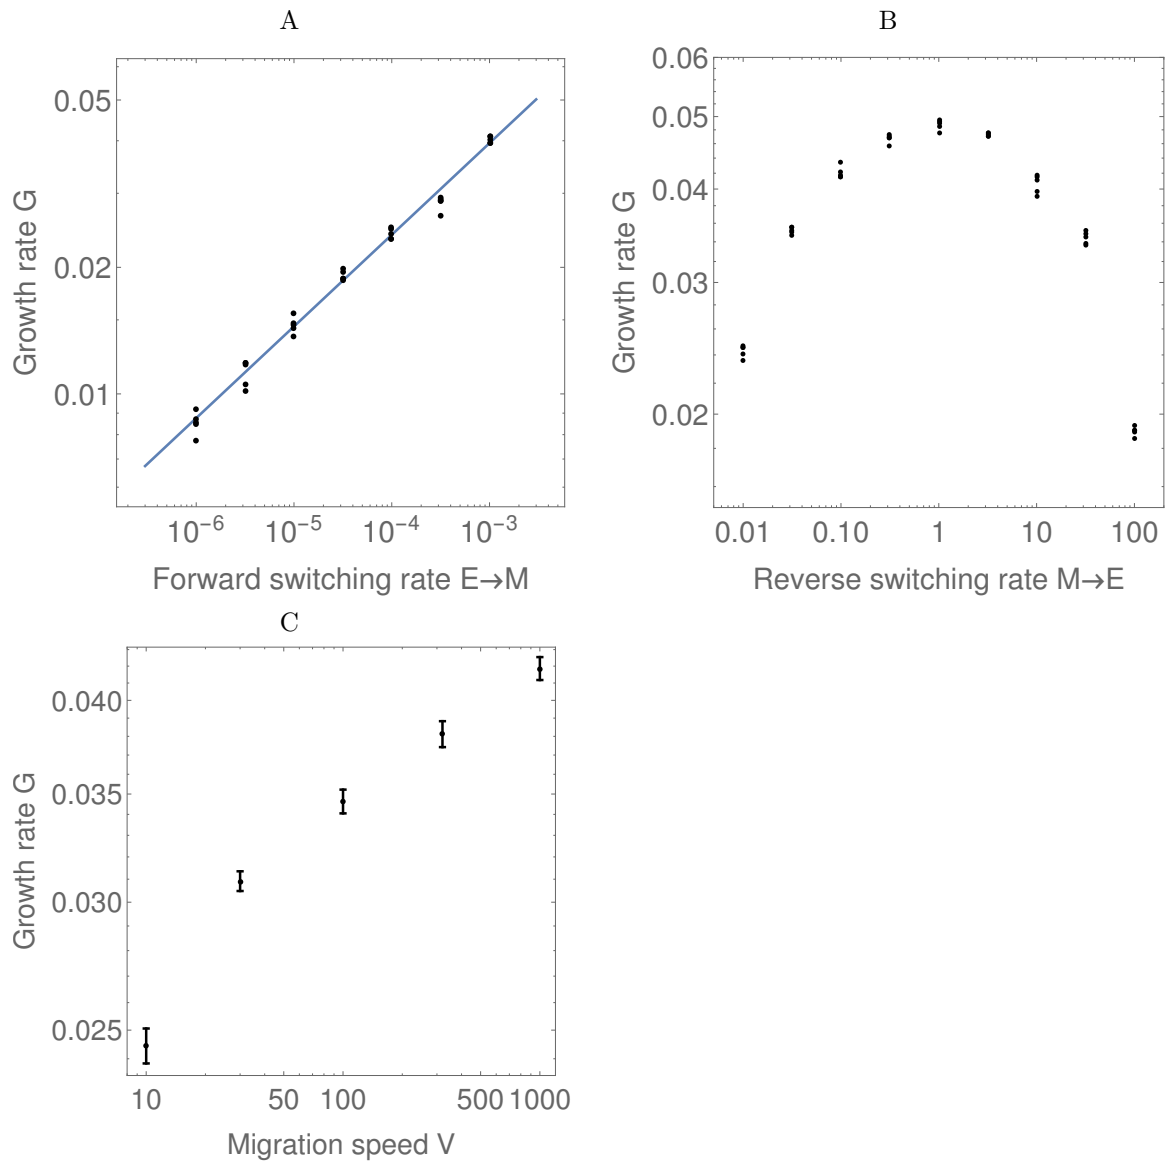 A
B
0.05
0.02
0.01
Growth rate G
10⁻⁶ 10⁻⁵ 10⁻⁴ 10⁻³
Forward switching rate E→M
0.06
0.05
0.04
0.03
0.02
Growth rate G
0.01 0.10 1 10 100
Reverse switching rate M→E
C
0.040
0.035
0.030
0.025
Growth rate G
10 50 100 500 1000
Migration speed V